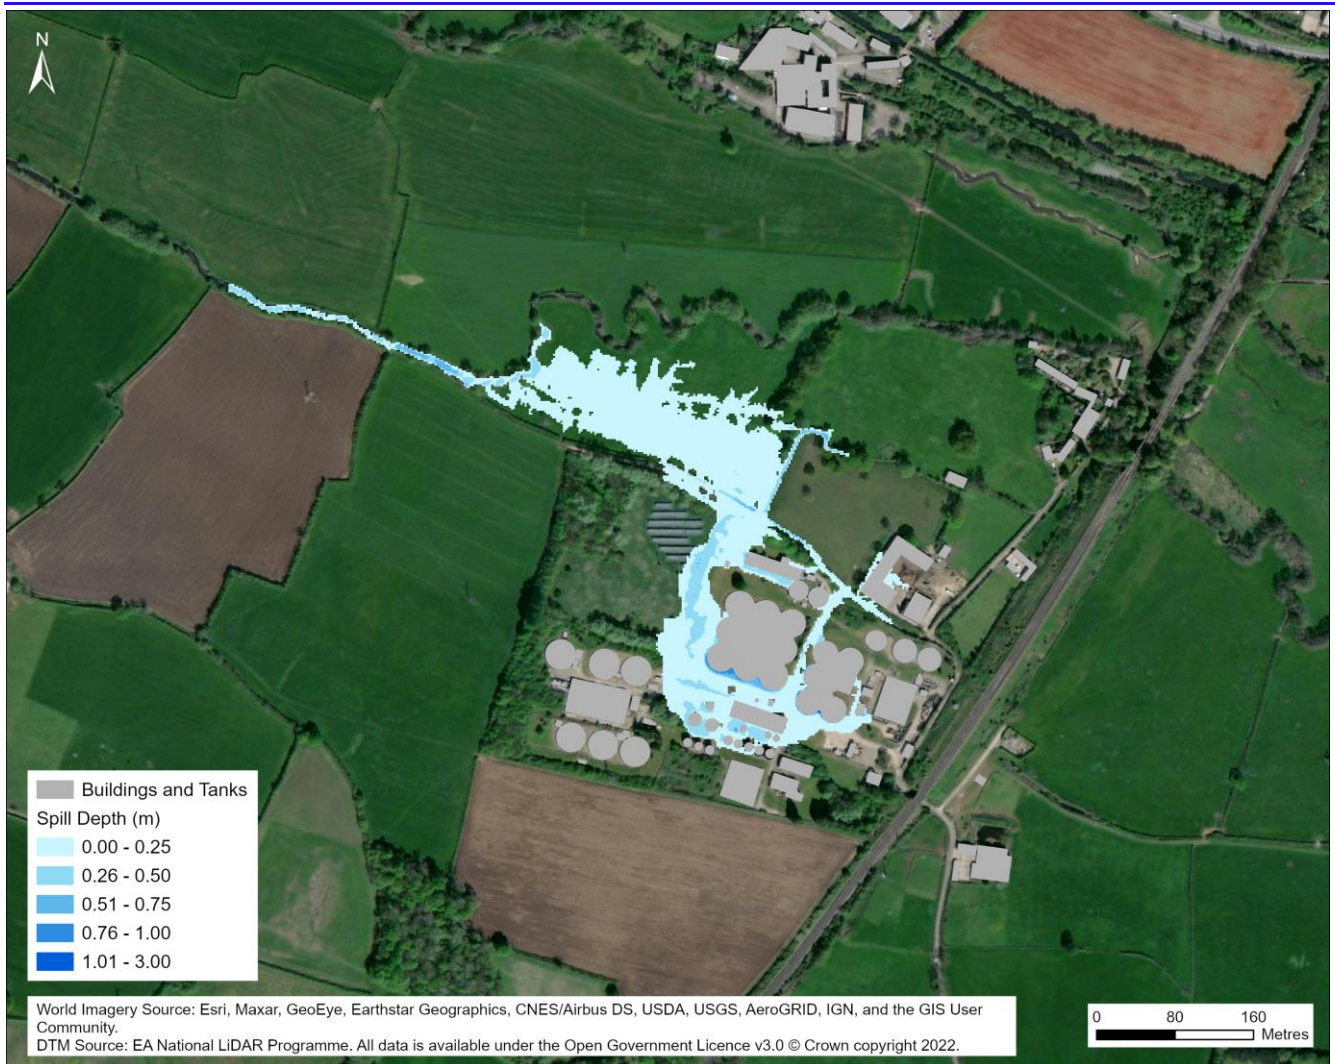 N
Buildings and Tanks
Spill Depth (m)
0.00 - 0.25
0.26 - 0.50
0.51 - 0.75
0.76 - 1.00
1.01 - 3.00
World Imagery Source: Esri, Maxar, GeoEye, Earthstar Geographics, CNES/Airbus DS, USDA, USGS, AeroGRID, IGN, and the GIS User
Community.
DTM Source: EA National LiDAR Programme. All data is available under the Open Government Licence v3.0 © Crown copyright 2022.
0 80 160
Metres